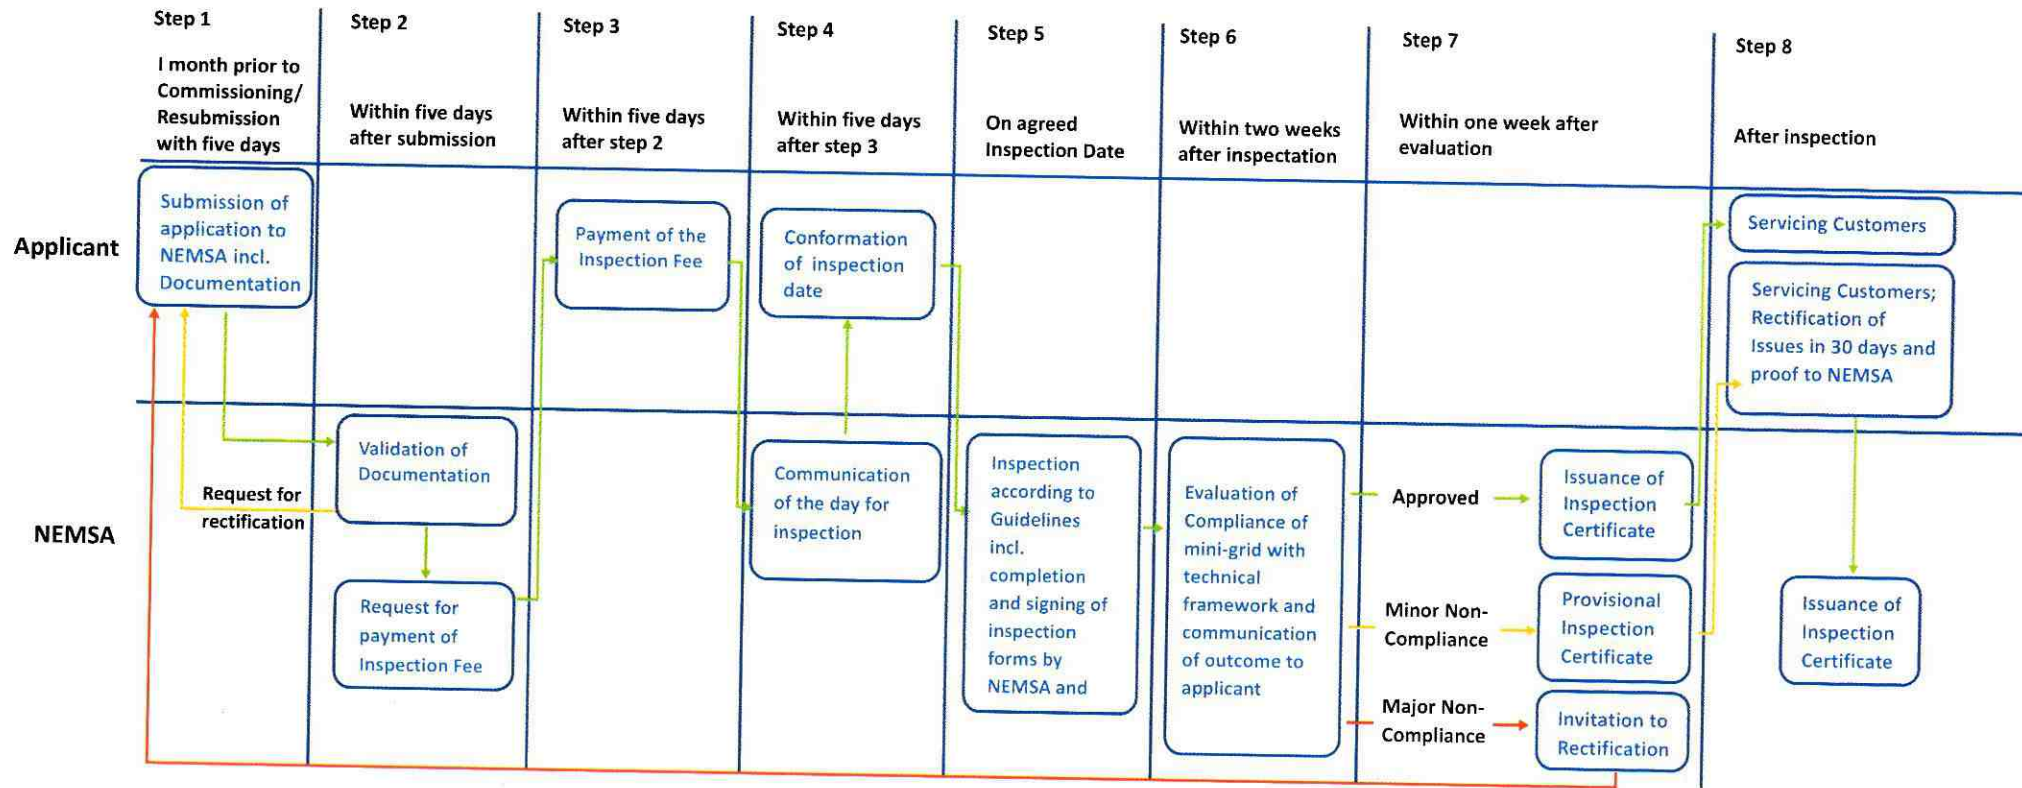 Step 1
I month prior to
Commissioning/
Resubmission
with five days
Step 2
Within five days
after submission
Step 3
Within five days
after step 2
Step 4
Within five days
after step 3
Step 5
On agreed
Inspection Date
Step 6
Within two weeks
after inspectation
Step 7
Within one week after
evaluation
Step 8
After inspection
Applicant
Submission of
application to
NEMSA incl.
Documentation
Payment of the
Inspection Fee
Conformation
of inspection
date
Servicing Customers
Servicing Customers;
Rectification of
Issues in 30 days and
proof to NEMSA
NEMSA
Request for
rectification
Validation of
Documentation
Request for
payment of
Inspection Fee
Communication
of the day for
inspection
Inspection
according to
Guidelines
incl.
completion
and signing of
inspection
forms by
NEMSA and
Evaluation of
Compliance of
mini-grid with
technical
framework and
communication
of outcome to
applicant
Approved
Minor Non-
Compliance
Major Non-
Compliance
Issuance of
Inspection
Certificate
Provisional
Inspection
Certificate
Invitation to
Rectification
Issuance of
Inspection
Certificate